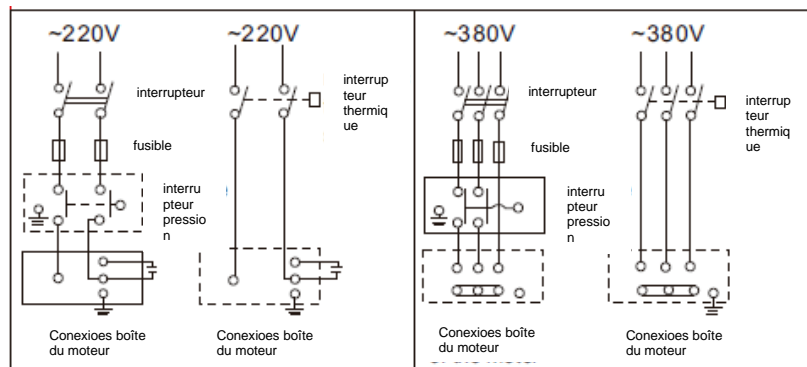 ~220V
~220V
interrupteur
fusible
interru
pteur
pressio
n
interrup
teur
thermiq
ue
Conexioes boîte
du moteur
Conexioes boîte
du moteur
~380V
~380V
interrupteur
fusible
interru
pteur
pressio
n
interrup
teur
thermiq
ue
Conexioes boîte
du moteur
Conexioes boîte
du moteur